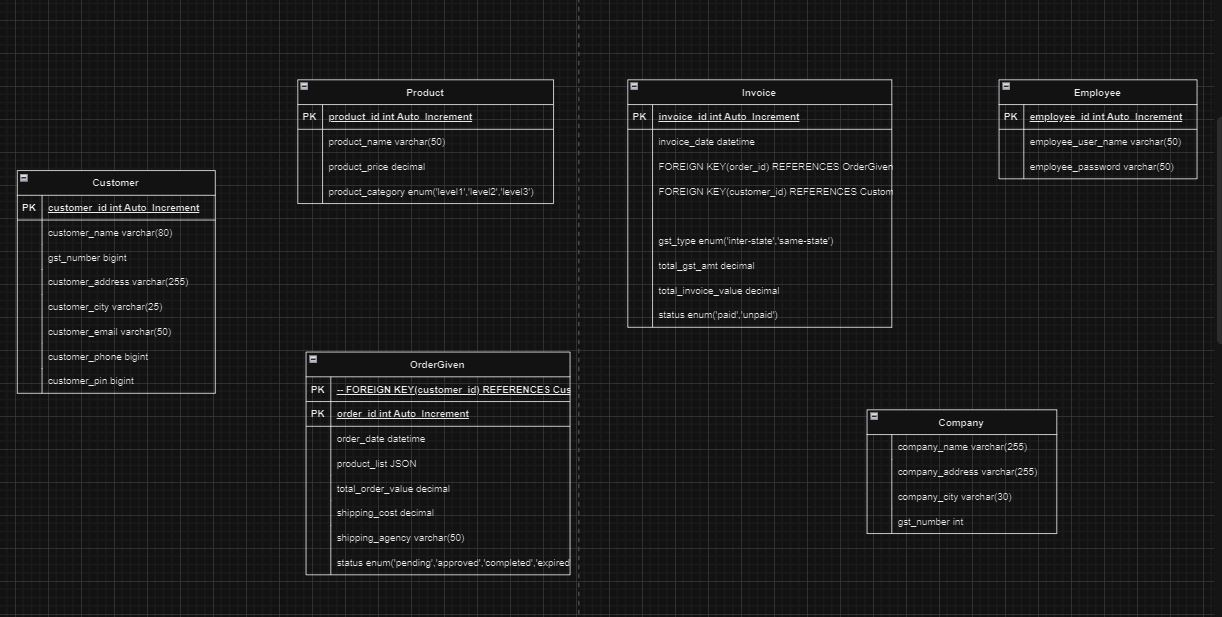 Product
PK product_id int Auto_Increment
product_name varchar(50)
product_price decimal
product_category enum('level1','level2','level3')
Invoice
PK invoice_id int Auto_Increment
invoice_date datetime
FOREIGN KEY(order_id) REFERENCES OrderGiven
FOREIGN KEY(customer_id) REFERENCES Custom
gst_type enum('inter-state','same-state')
total_gst_amt decimal
total_invoice_value decimal
status enum('paid','unpaid')
Employee
PK employee_id int Auto_Increment
employee_user_name varchar(50)
employee_password varchar(50)
Customer
PK customer_id int Auto_Increment
customer_name varchar(80)
gst_number bigint
customer_address varchar(255)
customer_city varchar(25)
customer_email varchar(50)
customer_phone bigint
customer_pin bigint
OrderGiven
PK -- FOREIGN KEY(customer_id) REFERENCES Cus
PK order_id int Auto_Increment
order_date datetime
product_list JSON
total_order_value decimal
shipping_cost decimal
shipping_agency varchar(50)
status enum('pending','approved','completed','expired
Company
company_name varchar(255)
company_address varchar(255)
company_city varchar(30)
gst_number int